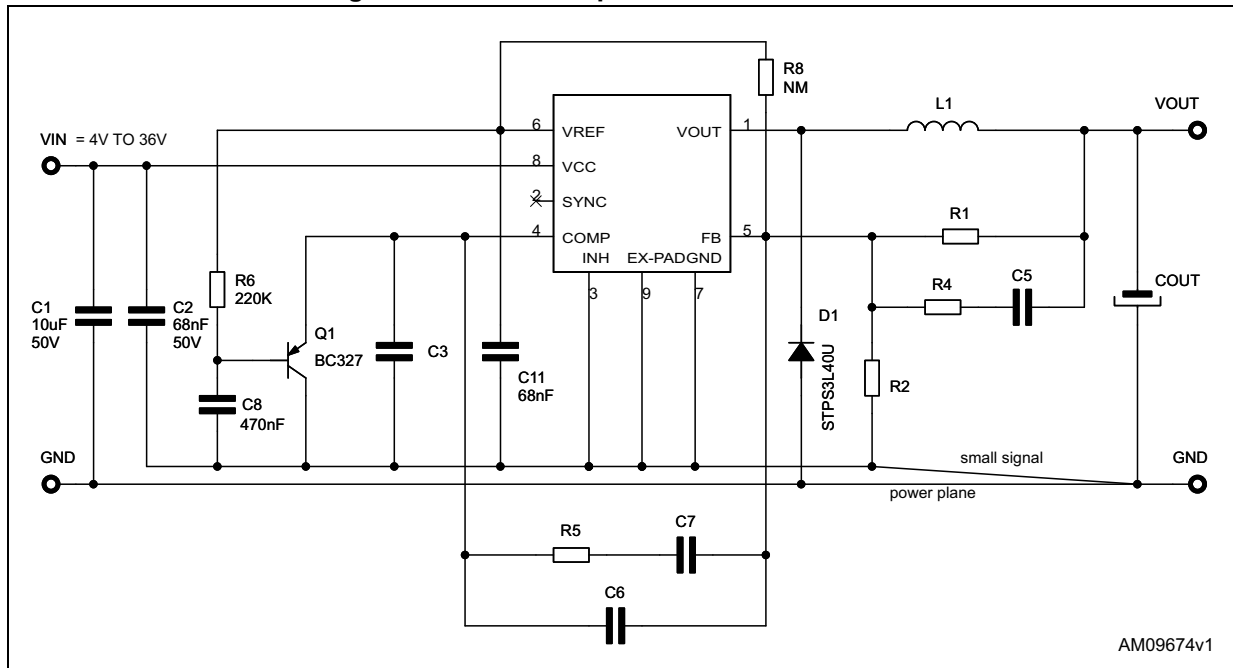 R8
NM
L1
VOUT
VIN = 4V TO 36V
6 VREF VOUT 1
8 VCC
2 SYNC
4 COMP FB 5
INH EX-PADGND
3 9 7
R1
R4 C5
COUT
R6
220K
C1
10uF
50V
C2
68nF
50V
Q1
BC327
C3
C11
68nF
D1
STPS3L40U
R2
C8
470nF
GND
small signal
GND
power plane
R5 C7
C6
AM09674v1